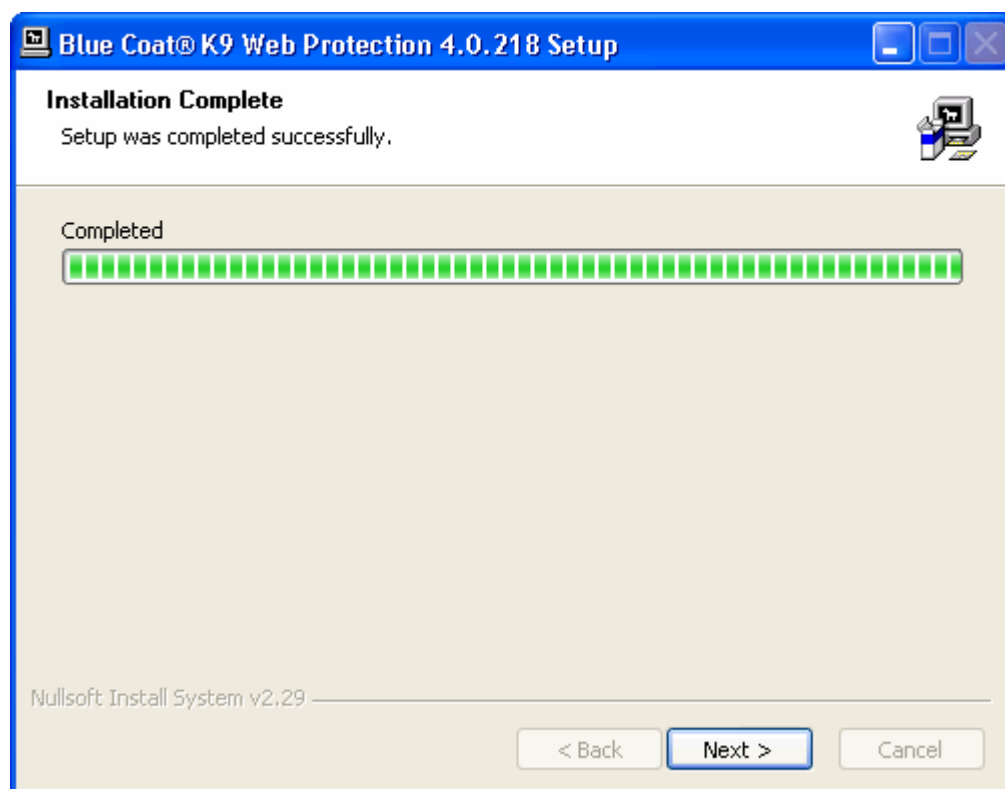 Blue Coat® K9 Web Protection 4.0.218 Setup
Installation Complete
Setup was completed successfully.
Completed
Nullsoft Install System v2.29
< Back
Next >
Cancel